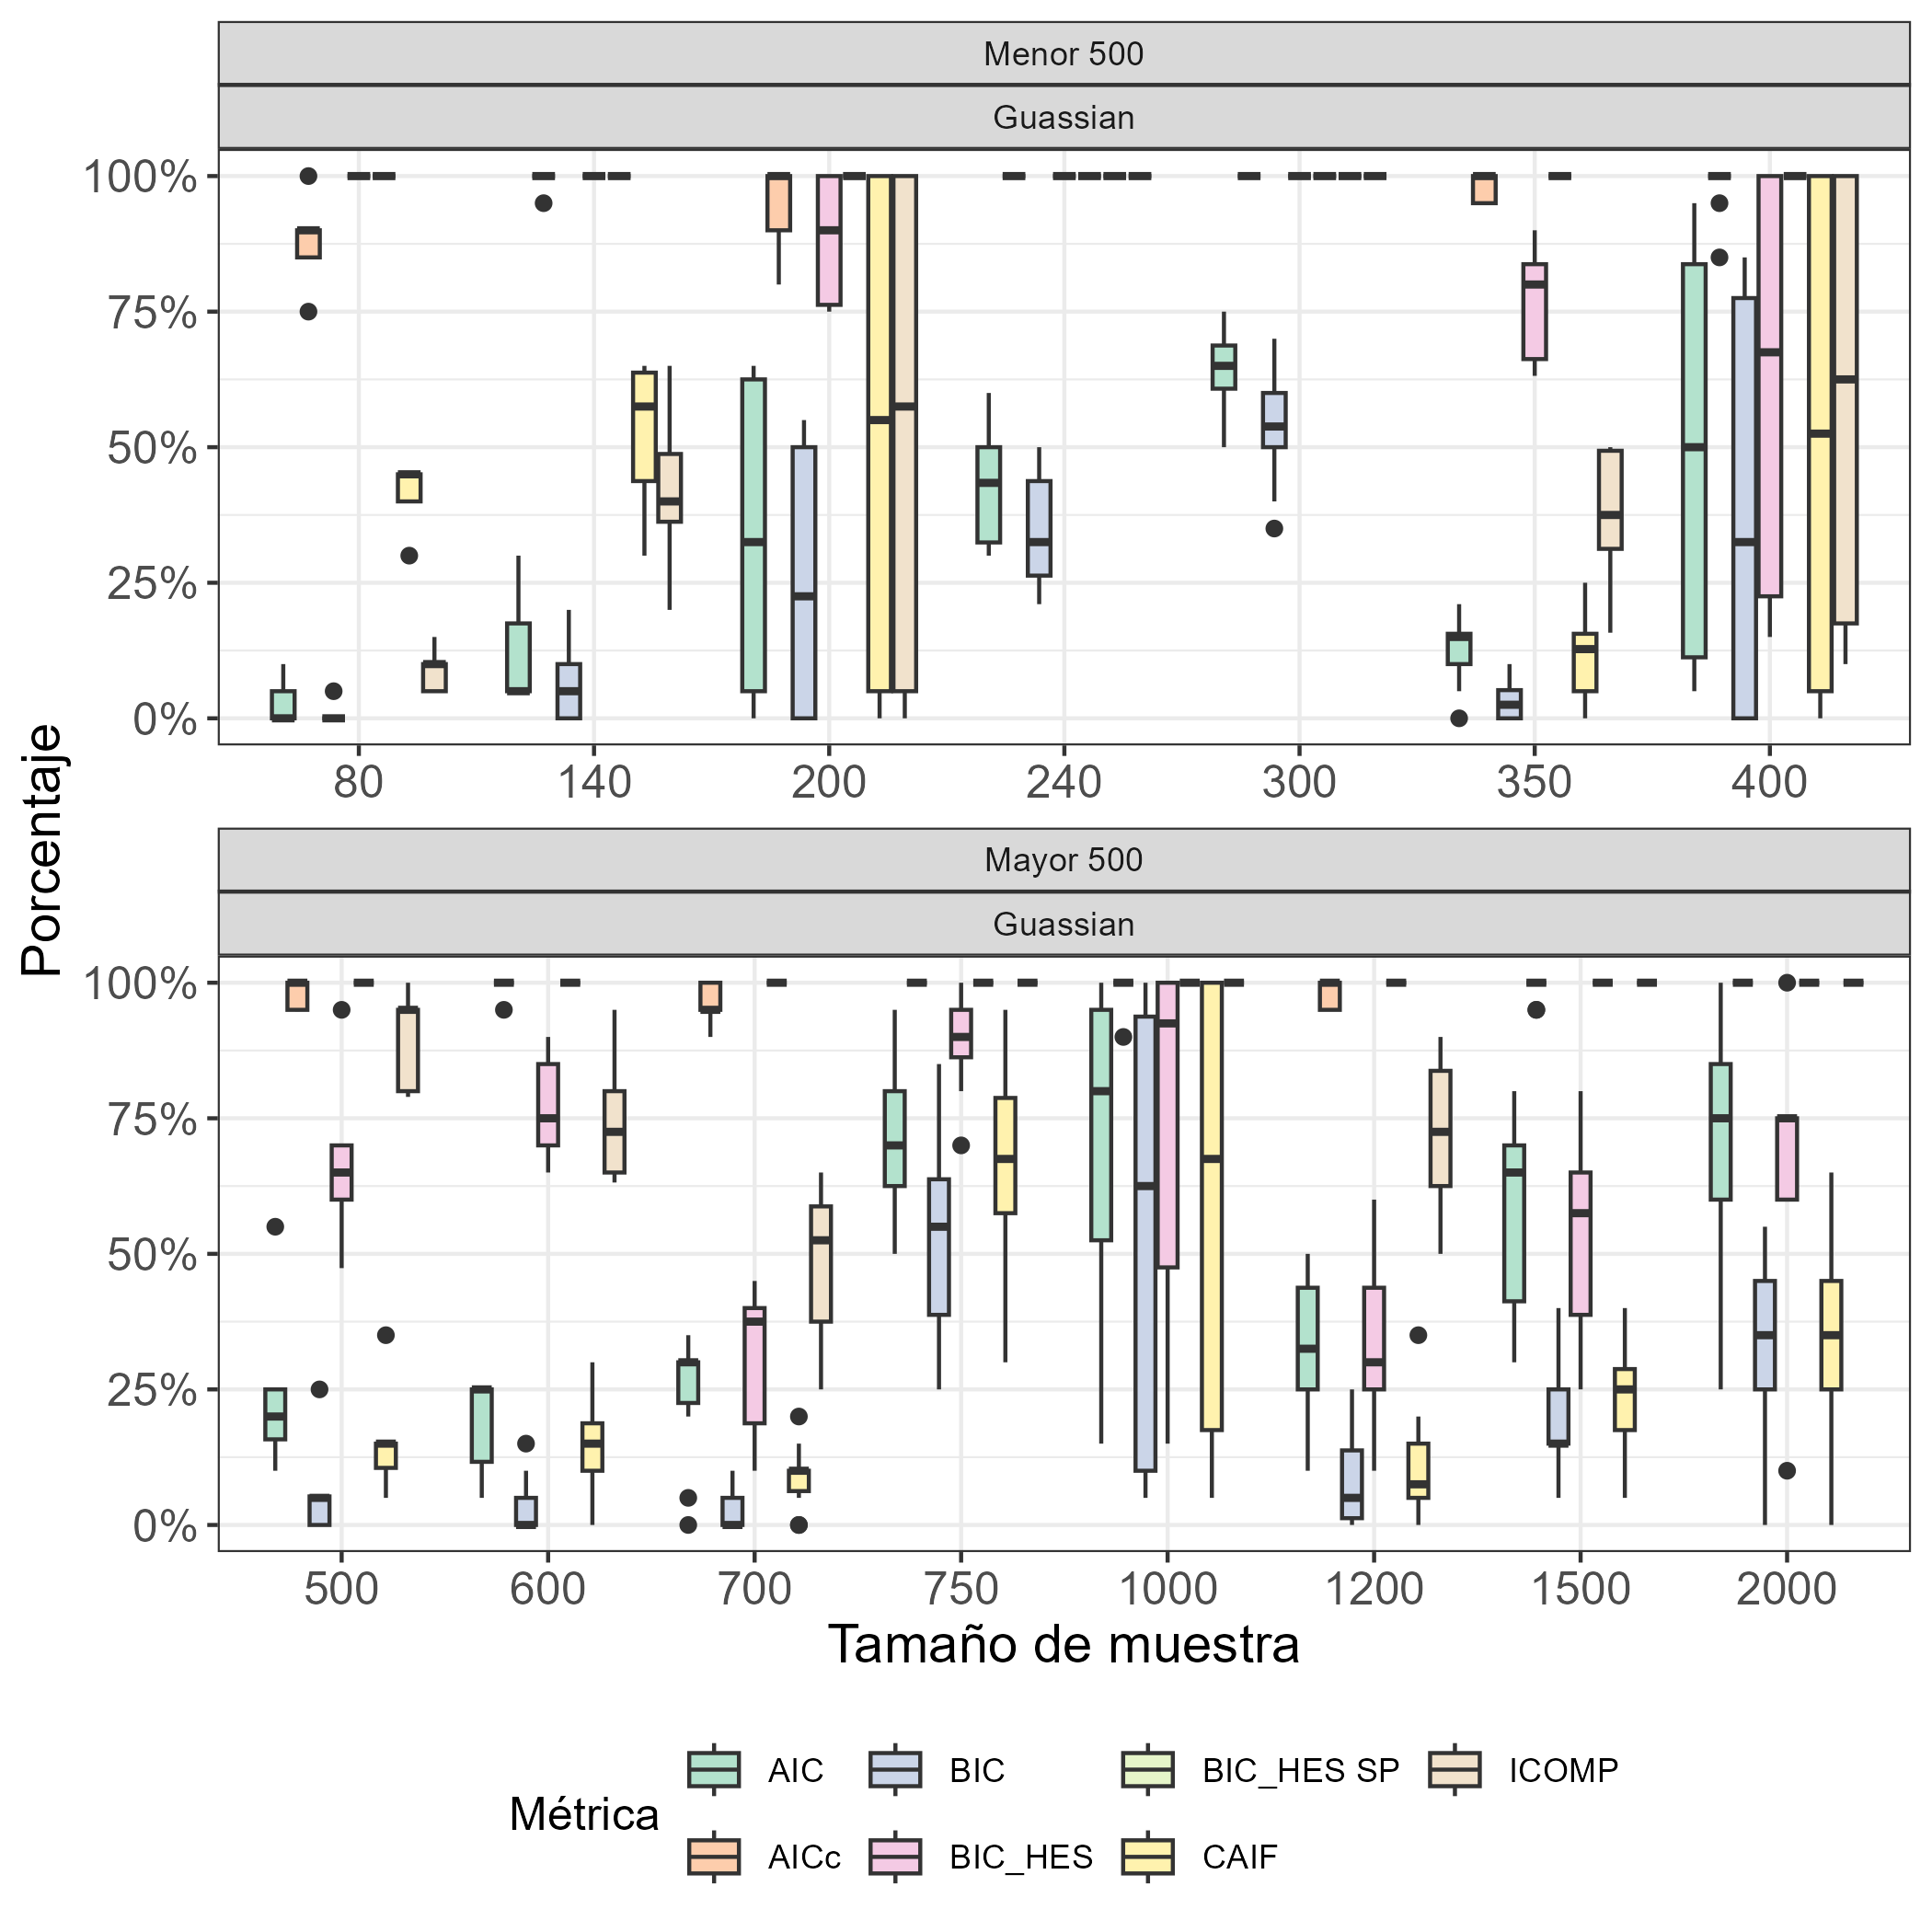 Menor 500
Guassian
100%
75%
50%
25%
0%
80 140 200 240 300 350 400
Porcentaje
Mayor 500
Guassian
100%
75%
50%
25%
0%
500 600 700 750 1000 1200 1500 2000
Tamaño de muestra
Métrica
AIC BIC BIC_HES SP ICOMP
AICc BIC_HES CAIF